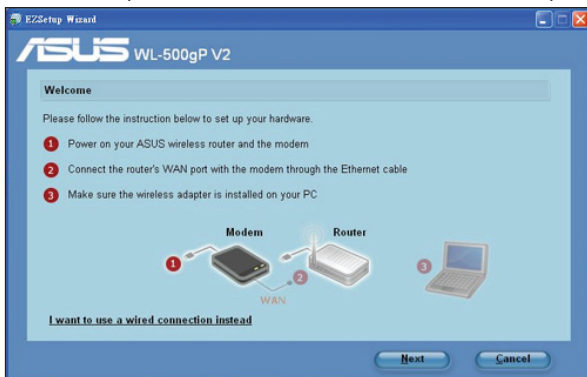 EZSetup Wizard
ASUS WL-500gP V2
Welcome
Please follow the instruction below to set up your hardware.
1 Power on your ASUS wireless router and the modem
2 Connect the router's WAN port with the modem through the Ethernet cable
3 Make sure the wireless adapter is installed on your PC
Modem Router
1 2 3
WAN
I want to use a wired connection instead
Next Cancel